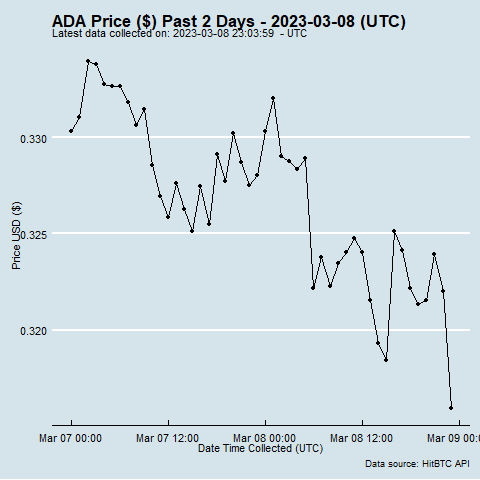 ADA Price ($) Past 2 Days - 2023-03-08 (UTC)
Latest data collected on: 2023-03-08 23:03:59 - UTC
0.330
0.325
0.320
Price USD ($)
Mar 07 00:00 Mar 07 12:00 Mar 08 00:00 Mar 08 12:00 Mar 09 00:0
Date Time Collected (UTC)
Data source: HitBTC API